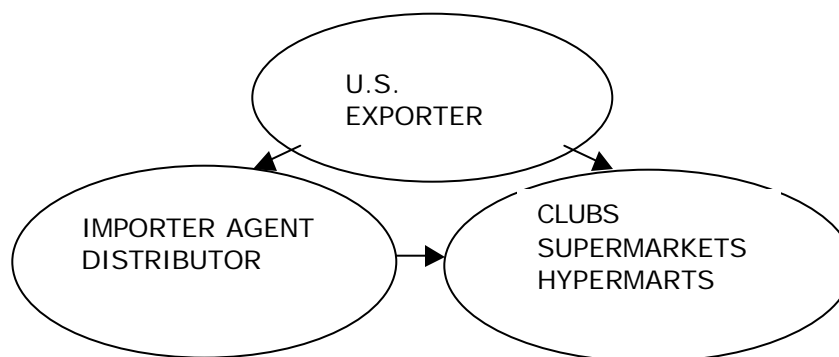 U.S.
EXPORTER
IMPORTER AGENT
DISTRIBUTOR
CLUBS
SUPERMARKETS
HYPERMARTS